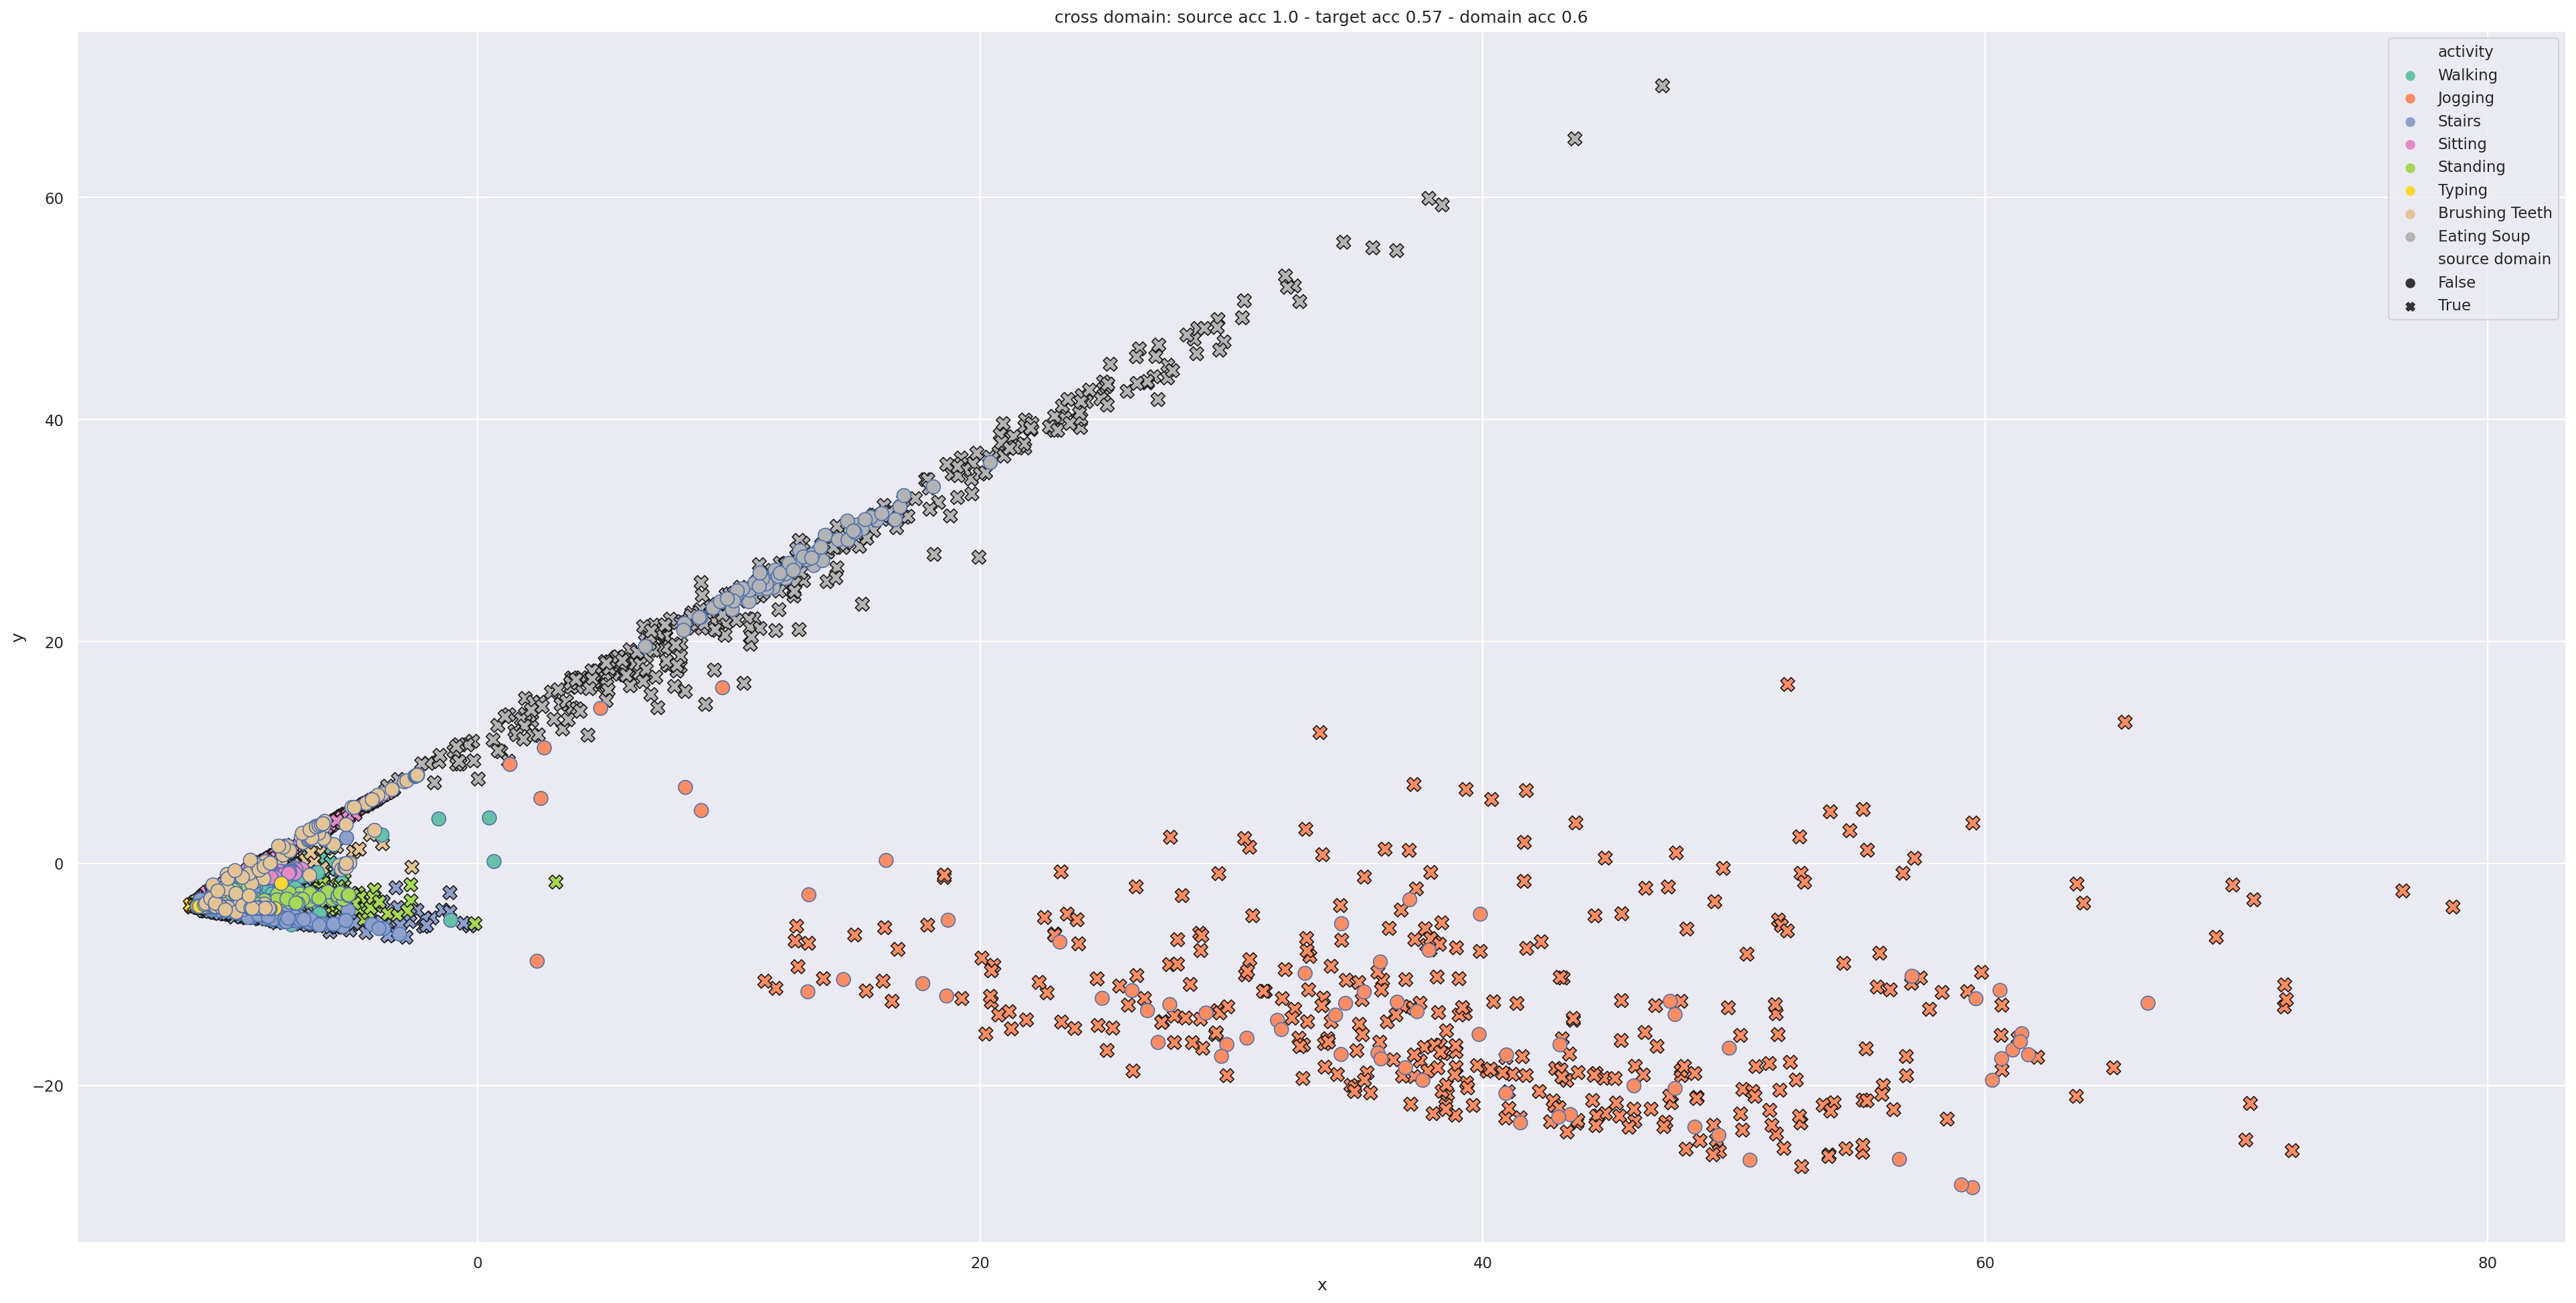 cross domain: source acc 1.0 - target acc 0.57 - domain acc 0.6
activity
Walking
Jogging
Stairs
Sitting
Standing
Typing
Brushing Teeth
Eating Soup
source domain
False
True
60
40
20
0
−20
y
0
20
40
60
80
x